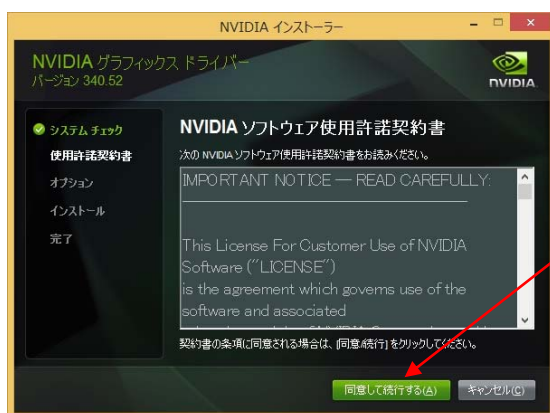 NVIDIA インストーラー
NVIDIA グラフィックス ドライバー
バージョン 340.52
NVIDIA.
システム チェック
使用許諾契約書
オプション
インストール
完了
NVIDIA ソフトウェア使用許諾契約書
次の NVIDIA ソフトウェア使用許諾契約書をお読みください。
IMPORTANT NOTICE — READ CAREFULLY:
This License For Customer Use of NVIDIA
Software ("LICENSE")
is the agreement which governs use of the
software and associated
契約書の条項に同意される場合は、[同意/続行] をクリックしてください。
同意して続行する(A)
キャンセル(C)